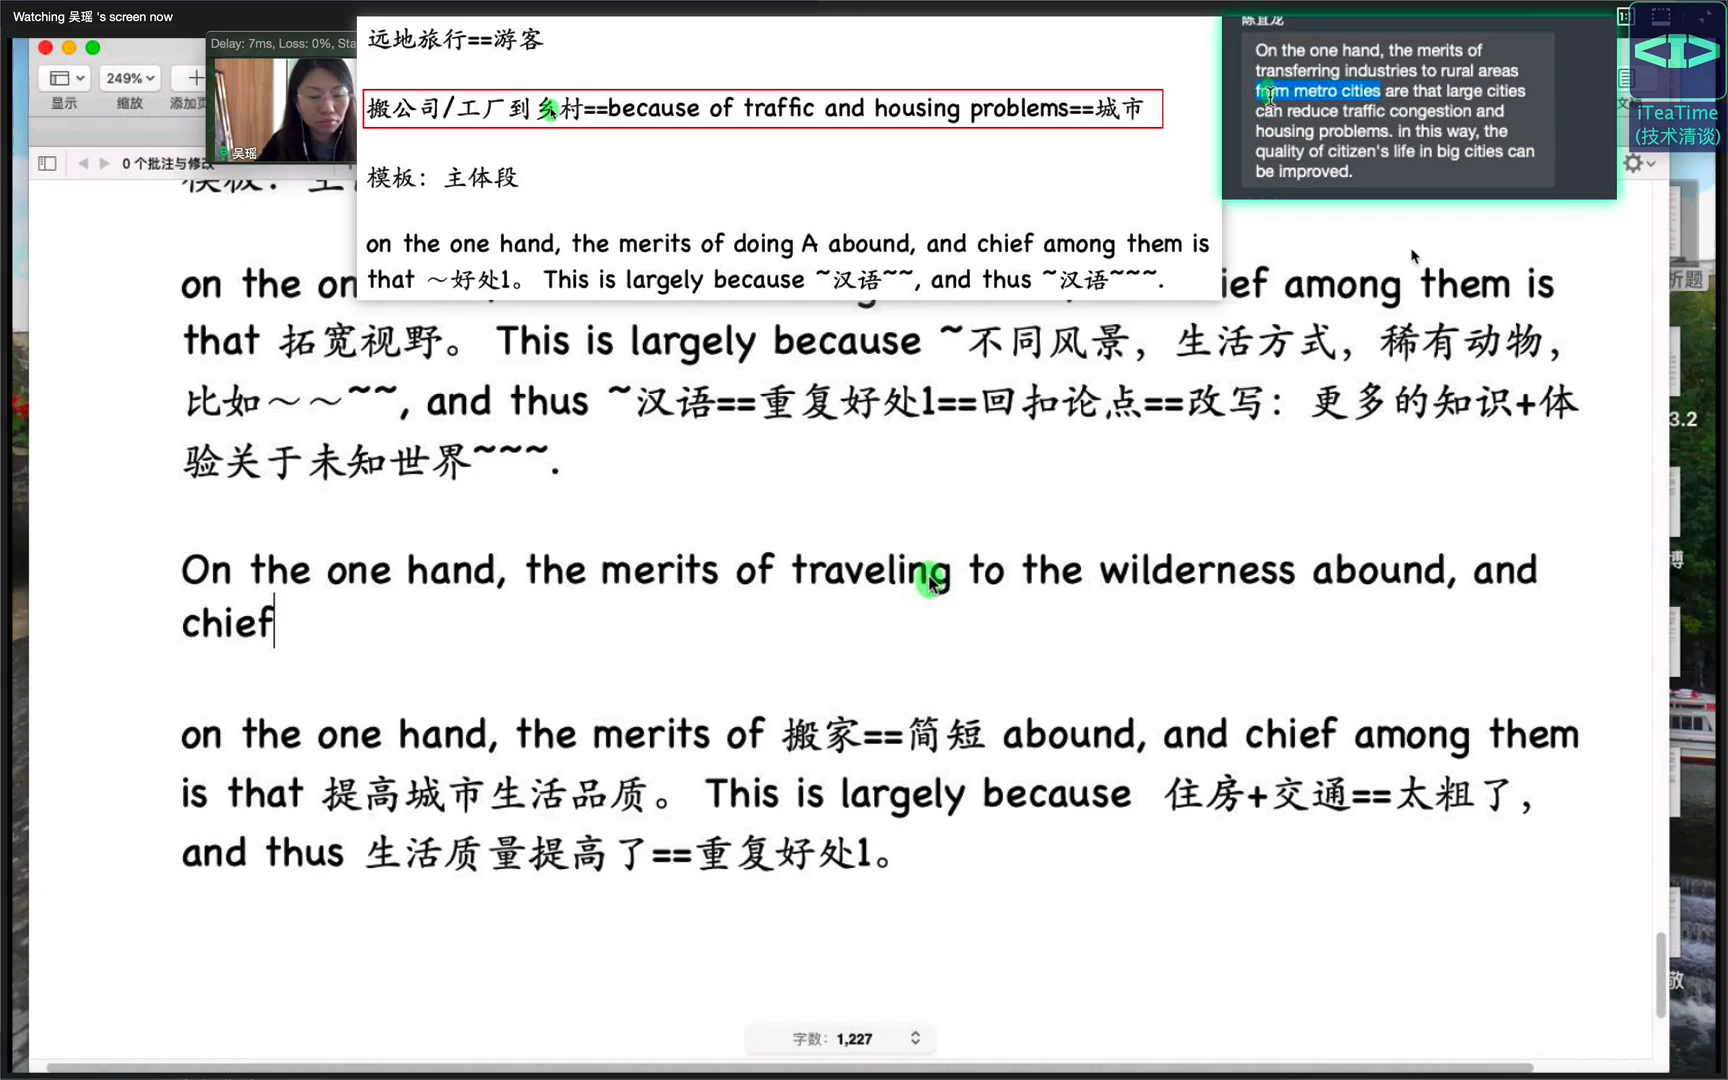 Watching 吴瑶 's screen now
Delay: 7ms, Loss: 0%, Sta
249%
显示
缩放
添加页
吴瑶
0 个批注与修改
远地旅行==游客
搬公司/工厂到乡村==because of traffic and housing problems==城市
模板：主体段
on the one hand, the merits of doing A abound, and chief among them is
that ～好处1。 This is largely because ~汉语~~, and thus ~汉语~~~.
陈宜龙
On the one hand, the merits of
transferring industries to rural areas
from metro cities are that large cities
can reduce traffic congestion and
housing problems. in this way, the
quality of citizen's life in big cities can
be improved.
iTeaTime
(技术清谈)
模板：主
on the on
ief among them is
析题
that 拓宽视野。 This is largely because ~不同风景，生活方式，稀有动物，
比如～～~~, and thus ~汉语==重复好处1==回扣论点==改写：更多的知识+体
3.2
验关于未知世界~~~.
On the one hand, the merits of traveling to the wilderness abound, and
chief
博
on the one hand, the merits of 搬家==简短 abound, and chief among them
is that 提高城市生活品质。 This is largely because 住房+交通==太粗了，
and thus 生活质量提高了==重复好处1。
敬
字数：1,227